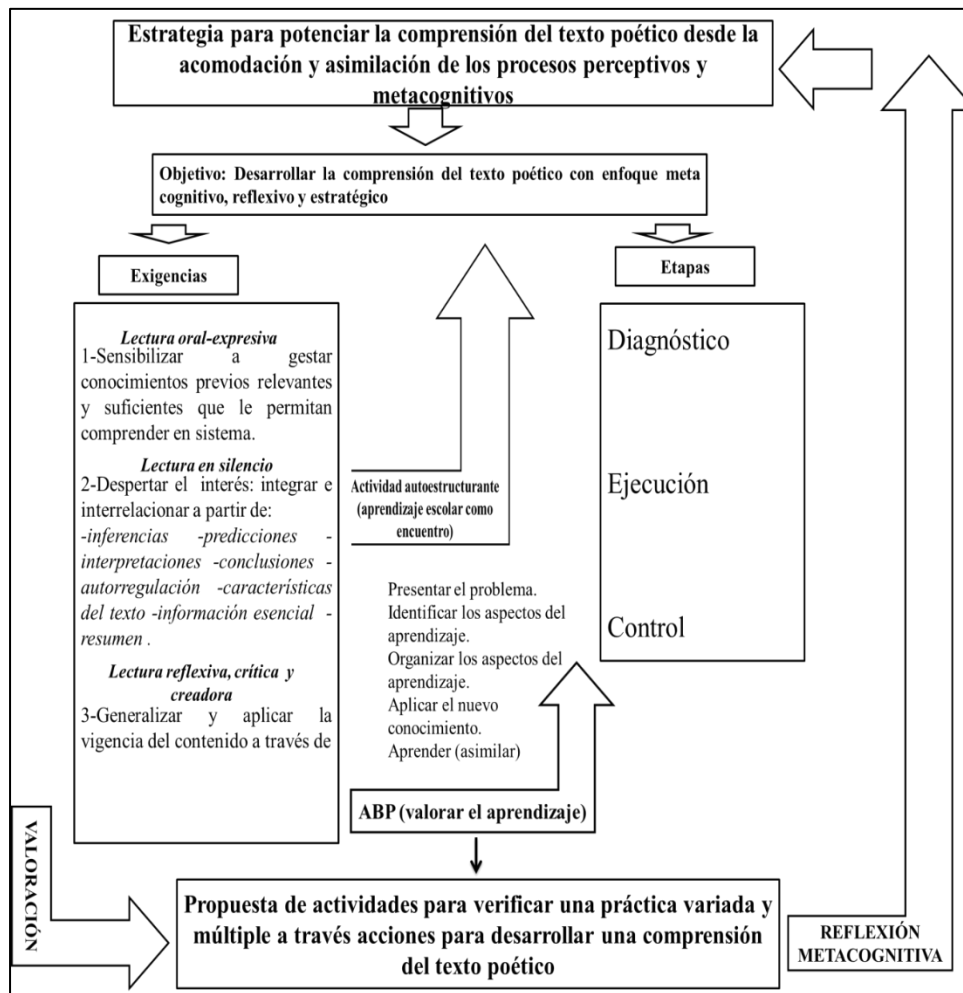 Estrategia para potenciar la comprensión del texto poético desde la
acomodación y asimilación de los procesos perceptivos y
metacognitivos
Objetivo: Desarrollar la comprensión del texto poético con enfoque meta
cognitivo, reflexivo y estratégico
Exigencias
Etapas
Lectura oral-expresiva
1-Sensibilizar a gestar
conocimientos previos relevantes
y suficientes que le permitan
comprender en sistema.
Lectura en silencio
2-Despertar el interés: integrar e
interrelacionar a partir de:
-inferencias -predicciones -
interpretaciones -conclusiones -
autorregulación -características
del texto -información esencial -
resumen .
Lectura reflexiva, crítica y
creadora
3-Generalizar y aplicar la
vigencia del contenido a través de
Actividad autoestructurante
(aprendizaje escolar como
encuentro)
Presentar el problema.
Identificar los aspectos del
aprendizaje.
Organizar los aspectos del
aprendizaje.
Aplicar el nuevo
conocimiento.
Aprender (asimilar)
ABP (valorar el aprendizaje)
Diagnóstico
Ejecución
Control
VALORACIÓN
Propuesta de actividades para verificar una práctica variada y
múltiple a través acciones para desarrollar una comprensión
del texto poético
REFLEXIÓN
METACOGNITIVA